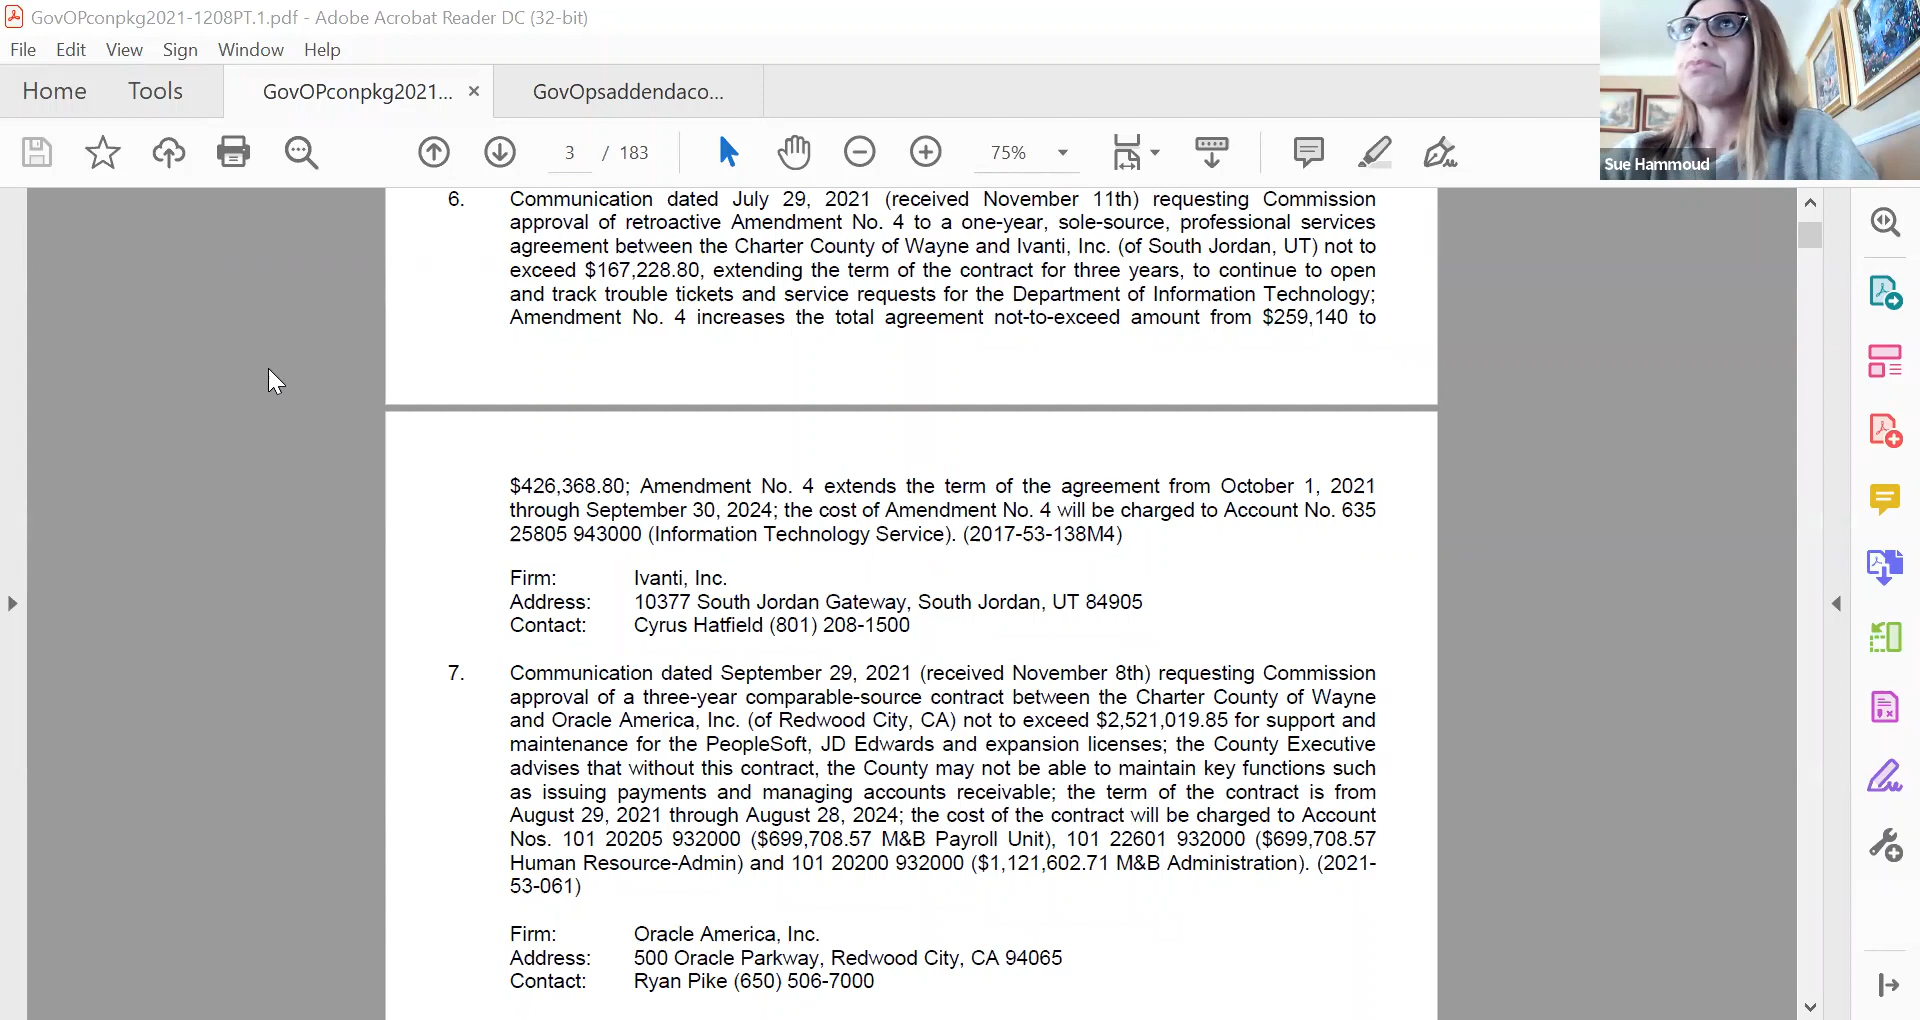 GovOPconpkg2021-1208PT.1.pdf - Adobe Acrobat Reader DC (32-bit)
File Edit View Sign Window Help
Home Tools GovOPconpkg2021... × GovOpsaddendaco...
3 / 183 75%
Sue Hammoud
6. Communication dated July 29, 2021 (received November 11th) requesting Commission
approval of retroactive Amendment No. 4 to a one-year, sole-source, professional services
agreement between the Charter County of Wayne and Ivanti, Inc. (of South Jordan, UT) not to
exceed $167,228.80, extending the term of the contract for three years, to continue to open
and track trouble tickets and service requests for the Department of Information Technology;
Amendment No. 4 increases the total agreement not-to-exceed amount from $259,140 to
$426,368.80; Amendment No. 4 extends the term of the agreement from October 1, 2021
through September 30, 2024; the cost of Amendment No. 4 will be charged to Account No. 635
25805 943000 (Information Technology Service). (2017-53-138M4)
Firm: Ivanti, Inc.
Address: 10377 South Jordan Gateway, South Jordan, UT 84905
Contact: Cyrus Hatfield (801) 208-1500
7. Communication dated September 29, 2021 (received November 8th) requesting Commission
approval of a three-year comparable-source contract between the Charter County of Wayne
and Oracle America, Inc. (of Redwood City, CA) not to exceed $2,521,019.85 for support and
maintenance for the PeopleSoft, JD Edwards and expansion licenses; the County Executive
advises that without this contract, the County may not be able to maintain key functions such
as issuing payments and managing accounts receivable; the term of the contract is from
August 29, 2021 through August 28, 2024; the cost of the contract will be charged to Account
Nos. 101 20205 932000 ($699,708.57 M&B Payroll Unit), 101 22601 932000 ($699,708.57
Human Resource-Admin) and 101 20200 932000 ($1,121,602.71 M&B Administration). (2021-
53-061)
Firm: Oracle America, Inc.
Address: 500 Oracle Parkway, Redwood City, CA 94065
Contact: Ryan Pike (650) 506-7000